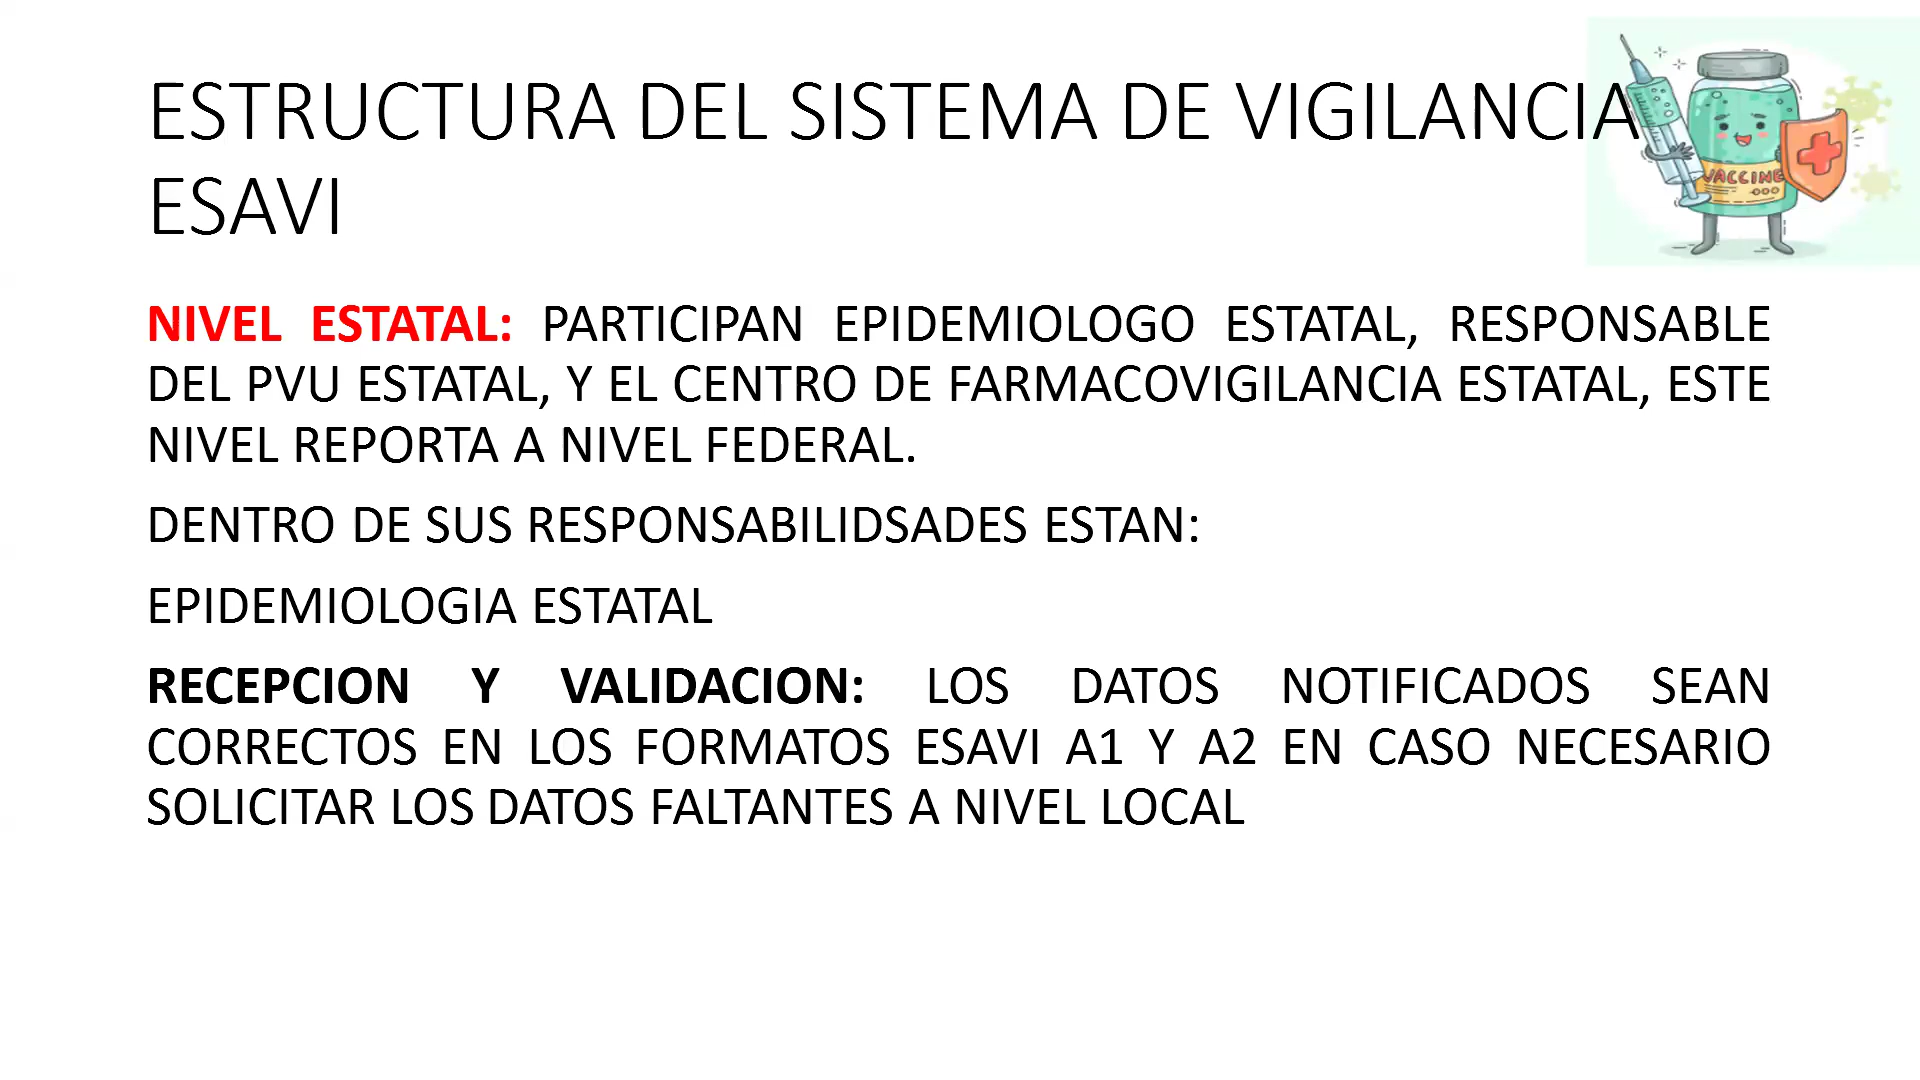 ESTRUCTURA DEL SISTEMA DE VIGILANCIA
ESAVI
VACCINE
NIVEL ESTATAL: PARTICIPAN EPIDEMIOLOGO ESTATAL, RESPONSABLE
DEL PVU ESTATAL, Y EL CENTRO DE FARMACOVIGILANCIA ESTATAL, ESTE
NIVEL REPORTA A NIVEL FEDERAL.
DENTRO DE SUS RESPONSABILIDSADES ESTAN:
EPIDEMIOLOGIA ESTATAL
RECEPCION Y VALIDACION: LOS DATOS NOTIFICADOS SEAN
CORRECTOS EN LOS FORMATOS ESAVI A1 Y A2 EN CASO NECESARIO
SOLICITAR LOS DATOS FALTANTES A NIVEL LOCAL